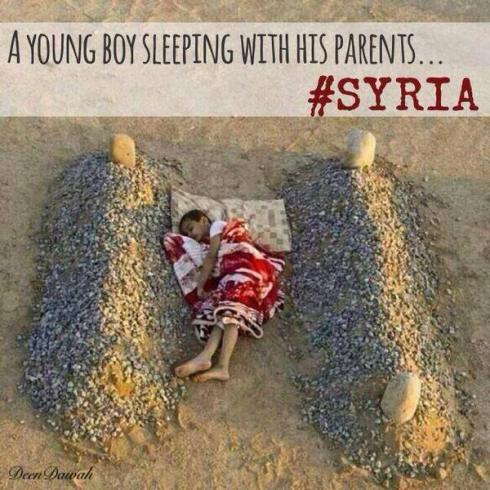 A YOUNG BOY SLEEPING WITH HIS PARENTS...
#SYRIA
DeenDawah